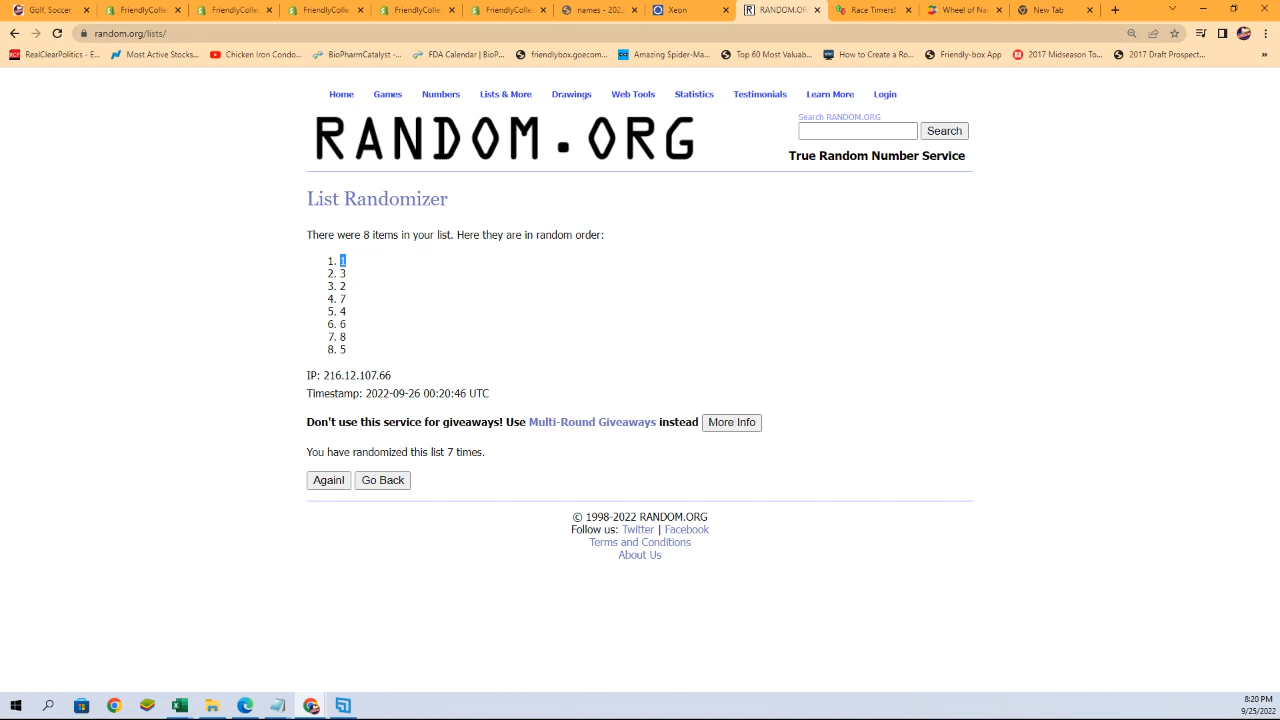 Golf, Soccer, FriendlyColle FriendlyColle FriendlyColle FriendlyColle FriendlyColle names - 202 Xeon RANDOM.OR Race Timers! Wheel of Na New Tab
random.org/lists/
RealClearPolitics - E... Most Active Stocks... Chicken Iron Condo... BioPharmCatalyst -... FDA Calendar | BioP... friendlybox.goecom... Amazing Spider-Ma... Top 60 Most Valuab... How to Create a Ro... Friendly-box App 2017 Midseason To... 2017 Draft Prospect... »
Home Games Numbers Lists & More Drawings Web Tools Statistics Testimonials Learn More Login
Search RANDOM.ORG
RANDOM.ORG
Search
True Random Number Service
List Randomizer
There were 8 items in your list. Here they are in random order:
1. 1
2. 3
3. 2
4. 7
5. 4
6. 6
7. 8
8. 5
IP: 216.12.107.66
Timestamp: 2022-09-26 00:20:46 UTC
Don't use this service for giveaways! Use Multi-Round Giveaways instead More Info
You have randomized this list 7 times.
Again! Go Back
© 1998-2022 RANDOM.ORG
Follow us: Twitter | Facebook
Terms and Conditions
About Us
8:20 PM
9/25/2022